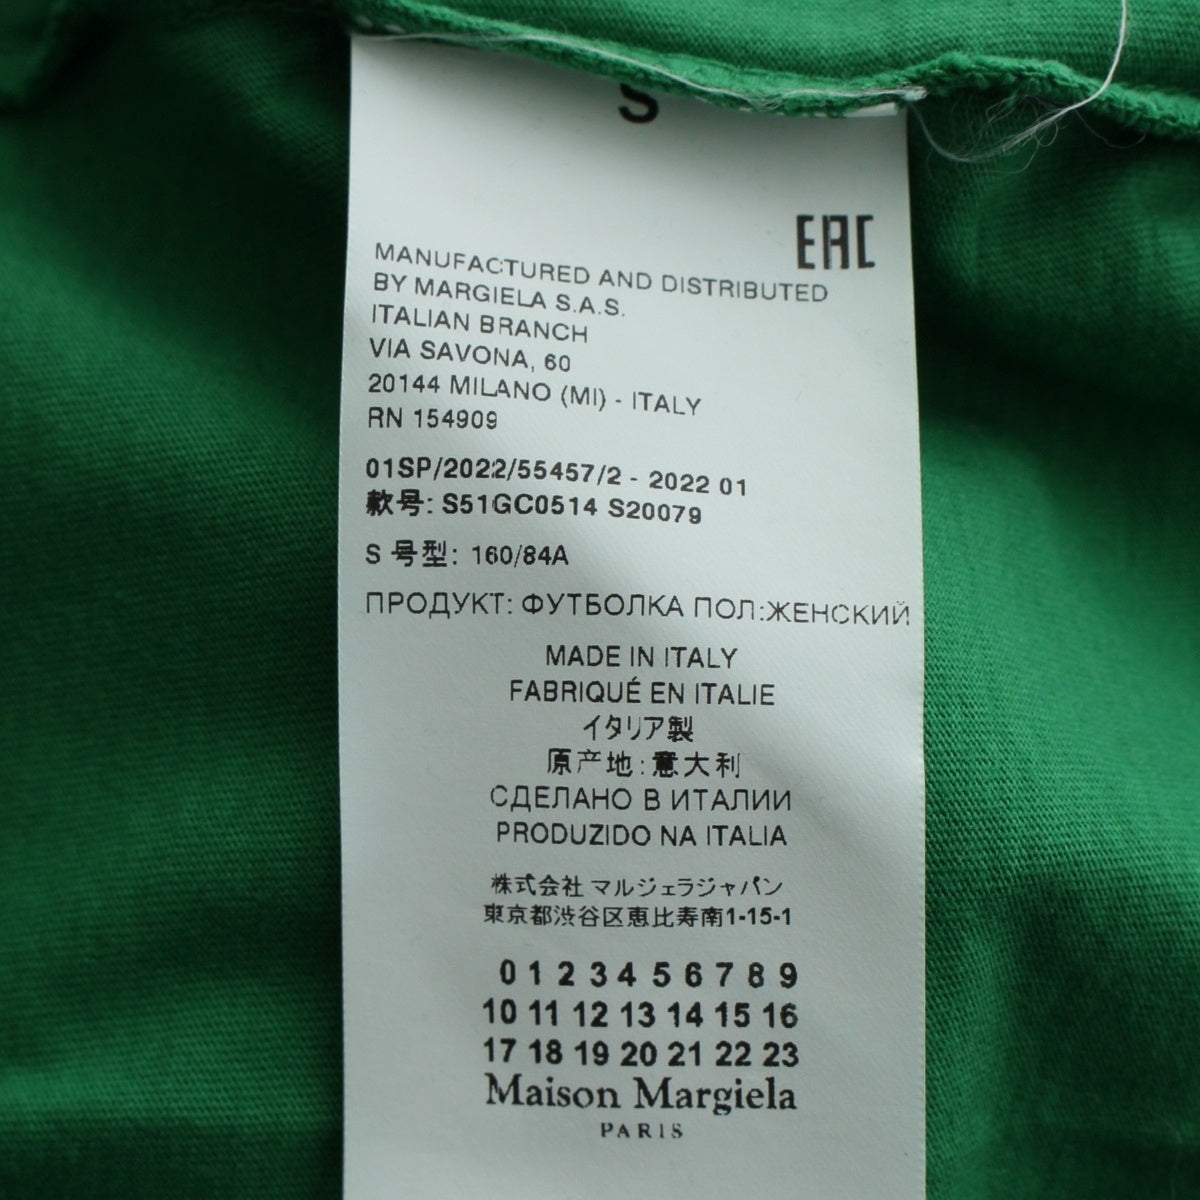 S
EAC
MANUFACTURED AND DISTRIBUTED
BY MARGIELA S.A.S.
ITALIAN BRANCH
VIA SAVONA, 60
20144 MILANO (MI) - ITALY
RN 154909
01SP/2022/55457/2 - 2022 01
款号: S51GC0514 S20079
S 号型: 160/84A
ПРОДУКТ: ФУТБОЛКА ПОЛ:ЖЕНСКИЙ
MADE IN ITALY
FABRIQUÉ EN ITALIE
イタリア製
原产地:意大利
СДЕЛАНО В ИТАЛИИ
PRODUZIDO NA ITALIA
株式会社 マルジェラジャパン
東京都渋谷区恵比寿南1-15-1
0 1 2 3 4 5 6 7 8 9
10 11 12 13 14 15 16
17 18 19 20 21 22 23
Maison Margiela
PARIS